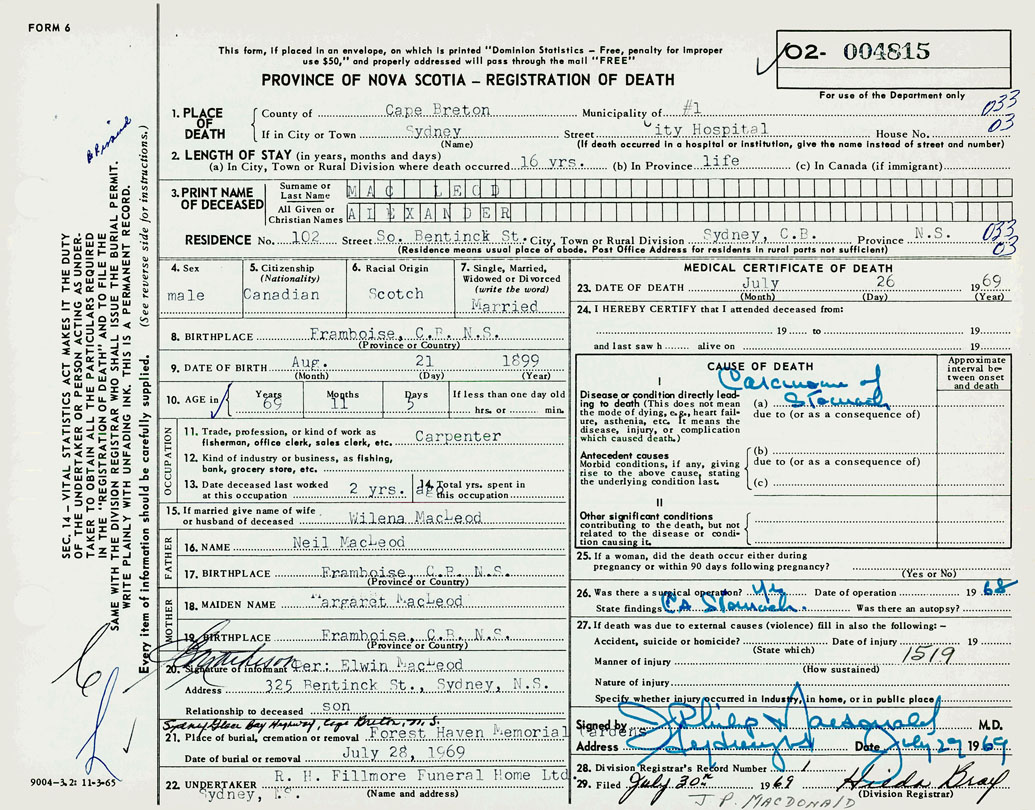 FORM 6
This form, if placed in an envelope, on which is printed "Dominion Statistics – Free, penalty for improper
use $50," and properly addressed will pass through the mail "FREE"
PROVINCE OF NOVA SCOTIA – REGISTRATION OF DEATH
02- 004815
For use of the Department only
1. PLACE OF DEATH
County of Cape Breton Municipality of #1 033
If in City or Town Sydney Street City Hospital House No. 03
(Name) (If death occurred in a hospital or institution, give the name instead of street and number)
2. LENGTH OF STAY (in years, months and days)
(a) In City, Town or Rural Division where death occurred 16 yrs. (b) In Province life (c) In Canada (if immigrant)
3. PRINT NAME OF DECEASED
Surname or Last Name MAC LEOD
All Given or Christian Names ALEXANDER
RESIDENCE No. 102 Street So. Bentinck St. City, Town or Rural Division Sydney, C.B. Province N.S. 033 03
(Residence means usual place of abode. Post Office Address for residents in rural parts not sufficient)
4. Sex male
5. Citizenship (Nationality) Canadian
6. Racial Origin Scotch
7. Single, Married, Widowed or Divorced (write the word) Married
8. BIRTHPLACE Framboise, C.B. N.S.
(Province or Country)
9. DATE OF BIRTH Aug. 21 1899
(Month) (Day) (Year)
10. AGE in Years 69 Months 11 Days 5 If less than one day old hrs. or min.
OCCUPATION
11. Trade, profession, or kind of work as fisherman, office clerk, sales clerk, etc. Carpenter
12. Kind of industry or business, as fishing, bank, grocery store, etc.
13. Date deceased last worked at this occupation 2 yrs. ago
14. Total yrs. spent in this occupation
15. If married give name of wife or husband of deceased Wilena MacLeod
FATHER
16. NAME Neil MacLeod
17. BIRTHPLACE Framboise, C.B. N.S.
(Province or Country)
MOTHER
18. MAIDEN NAME Margaret MacLeod
19. BIRTHPLACE Framboise, C.B. N.S.
(Province or Country)
20. Signature of informant Per: Elwin MacLeod
Address 325 Bentinck St., Sydney, N.S.
Relationship to deceased son
Sydney Glace Bay Highway, Cape Breton, N.S.
21. Place of burial, cremation or removal Forest Haven Memorial Gardens
Date of burial or removal July 28, 1969
22. UNDERTAKER R. H. Fillmore Funeral Home Ltd.
Sydney, NS. (Name and address)
MEDICAL CERTIFICATE OF DEATH
23. DATE OF DEATH July 26 1969
(Month) (Day) (Year)
24. I HEREBY CERTIFY that I attended deceased from:
19 to 19
and last saw h alive on 19
CAUSE OF DEATH
Approximate interval between onset and death
I
Disease or condition directly leading to death (This does not mean the mode of dying, e.g., heart failure, asthenia, etc. It means the disease, injury, or complication which caused death.)
(a) Carcinoma of Stomach
due to (or as a consequence of)
Antecedent causes
Morbid conditions, if any, giving rise to the above cause, stating the underlying condition last.
(b)
due to (or as a consequence of)
(c)
II
Other significant conditions
contributing to the death, but not related to the disease or condition causing it.
25. If a woman, did the death occur either during pregnancy or within 90 days following pregnancy?
(Yes or No)
26. Was there a surgical operation? Yes Date of operation 1968
State findings CA Stomach. Was there an autopsy?
27. If death was due to external causes (violence) fill in also the following:–
Accident, suicide or homicide? Date of injury 19
(State which) 1519
Manner of injury
(How sustained)
Nature of injury
Specify whether injury occurred in Industry, in home, or in public place
Signed by J Philip Macdonald M.D.
Address Sydney NS Date July 29 1969
28. Division Registrar's Record Number 1
29. Filed July 30th 1969 Hilda Bray
(Division Registrar)
J P. MACDONALD
SEC. 14 – VITAL STATISTICS ACT MAKES IT THE DUTY
OF THE UNDERTAKER OR PERSON ACTING AS UNDER-
TAKER TO OBTAIN ALL THE PARTICULARS REQUIRED
IN THE "REGISTRATION OF DEATH" AND TO FILE THE
SAME WITH THE DIVISION REGISTRAR WHO SHALL ISSUE THE BURIAL PERMIT.
WRITE PLAINLY WITH UNFADING INK. THIS IS A PERMANENT RECORD.
Every item of information should be carefully supplied. (See reverse side for instructions.)
9004-3.2: 11-3-65